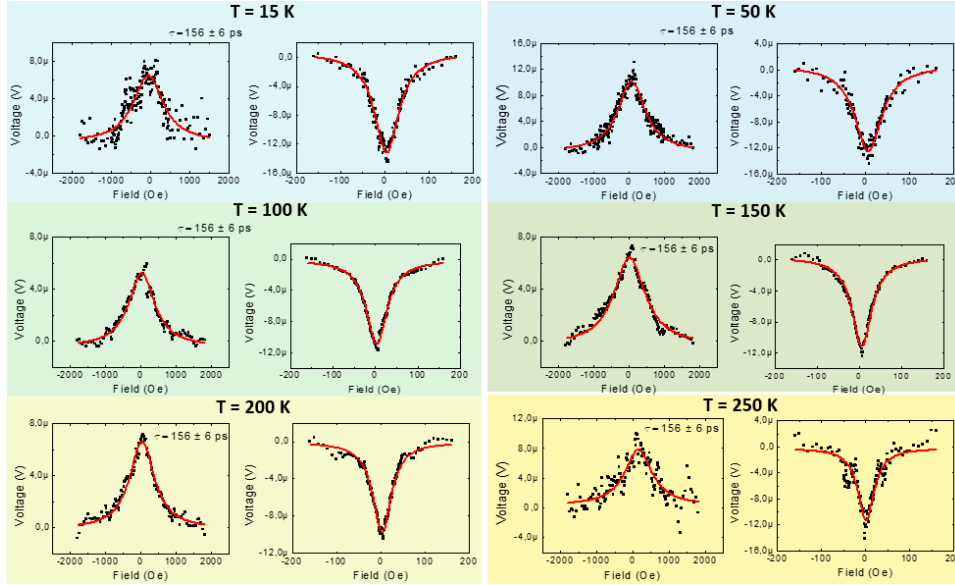 T = 15 K
τ~156 ± 6 ps
Voltage (V)
8,0µ
4,0µ
0,0
-4,0µ
-2000 -1000 0 1000 2000
Field (Oe)
Voltage (V)
0,0
-4,0µ
-8,0µ
-12,0µ
-16,0µ
-200 -100 0 100 200
Field (Oe)
T = 50 K
τ~156 ± 6 ps
Voltage (V)
16,0µ
12,0µ
8,0µ
4,0µ
0,0
-4,0µ
-2000 -1000 0 1000 2000
Field (Oe)
Voltage (V)
4,0µ
0,0
-4,0µ
-8,0µ
-12,0µ
-16,0µ
-200 -100 0 100 20
Field (Oe)
T = 100 K
τ~156 ± 6 ps
Voltage (V)
8,0µ
4,0µ
0,0
-2000 -1000 0 1000 2000
Field (Oe)
Voltage (V)
0,0
-4,0µ
-8,0µ
-12,0µ
-200 -100 0 100 200
Field (Oe)
T = 150 K
τ~156 ± 6 ps
Voltage (V)
8,0µ
4,0µ
0,0
-2000 -1000 0 1000 2000
Field (Oe)
Voltage (V)
0,0
-4,0µ
-8,0µ
-12,0µ
-200 -100 0 100 200
Field (Oe)
T = 200 K
τ~156 ± 6 ps
Voltage (V)
8,0µ
4,0µ
0,0
-2000 -1000 0 1000 2000
Field (Oe)
Voltage (V)
0,0
-4,0µ
-8,0µ
-12,0µ
-200 -100 0 100 200
Field (Oe)
T = 250 K
τ~156 ± 6 ps
Voltage (V)
12,0µ
8,0µ
4,0µ
0,0
-4,0µ
-2000 -1000 0 1000 2000
Field (Oe)
Voltage (V)
4,0µ
0,0
-4,0µ
-8,0µ
-12,0µ
-16,0µ
-200 -100 0 100 200
Field (Oe)